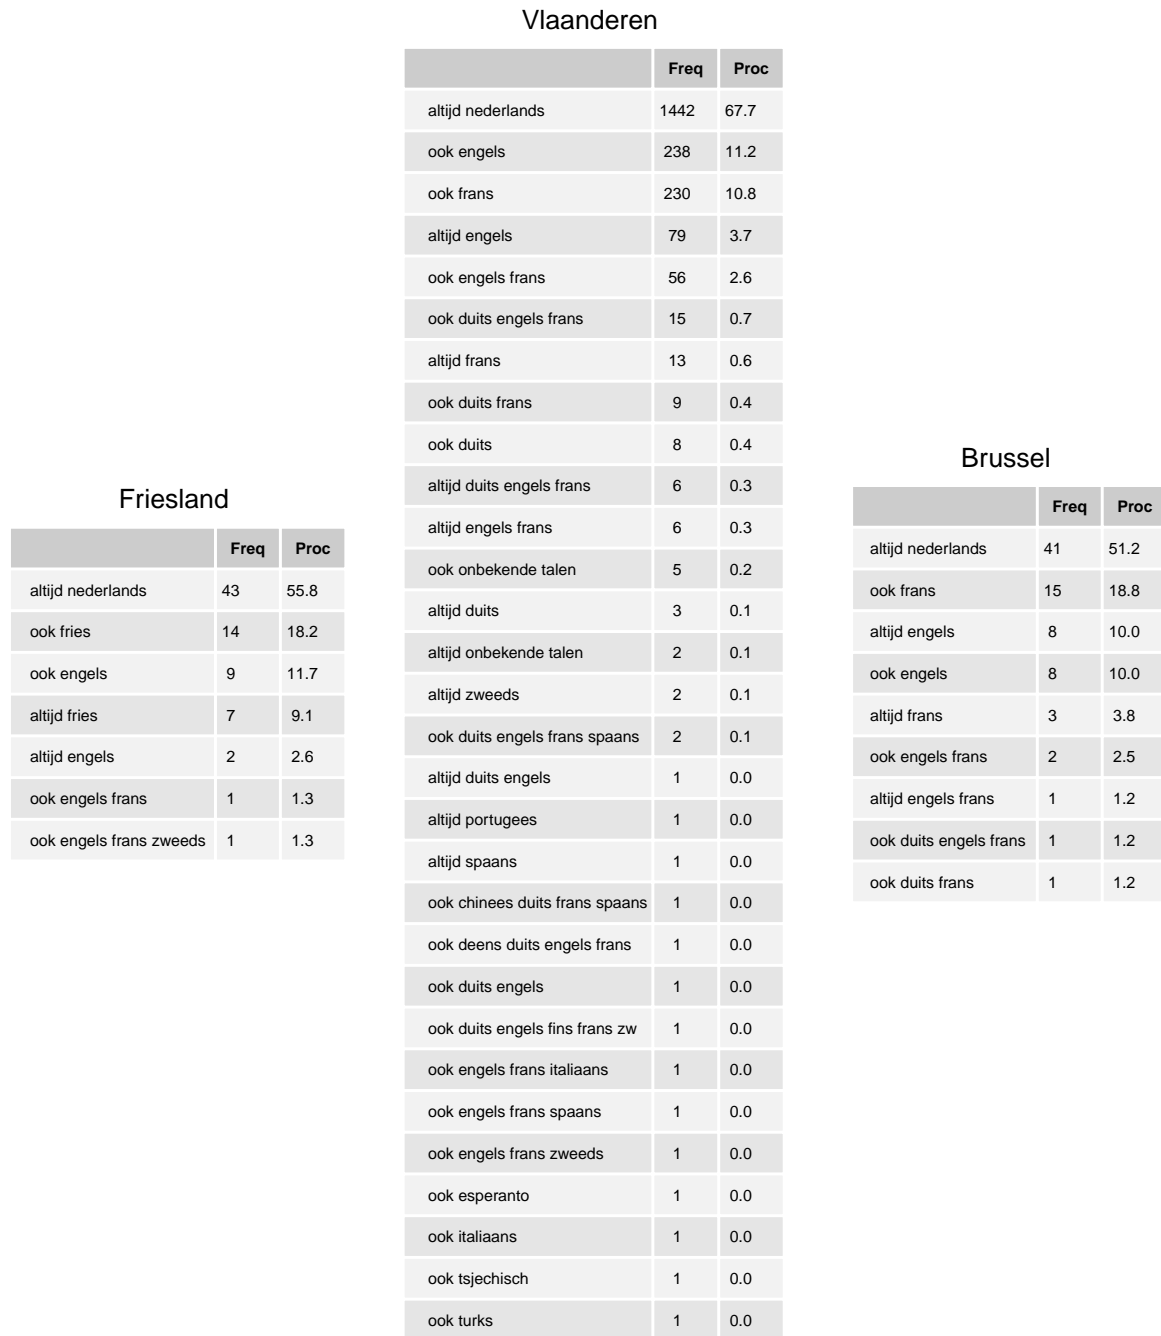 Vlaanderen
Freq Proc
altijd nederlands 1442 67.7
ook engels 238 11.2
ook frans 230 10.8
altijd engels 79 3.7
ook engels frans 56 2.6
ook duits engels frans 15 0.7
altijd frans 13 0.6
ook duits frans 9 0.4
ook duits 8 0.4
altijd duits engels frans 6 0.3
altijd engels frans 6 0.3
ook onbekende talen 5 0.2
altijd duits 3 0.1
altijd onbekende talen 2 0.1
altijd zweeds 2 0.1
ook duits engels frans spaans 2 0.1
altijd duits engels 1 0.0
altijd portugees 1 0.0
altijd spaans 1 0.0
ook chinees duits frans spaans 1 0.0
ook deens duits engels frans 1 0.0
ook duits engels 1 0.0
ook duits engels fins frans zw 1 0.0
ook engels frans italiaans 1 0.0
ook engels frans spaans 1 0.0
ook engels frans zweeds 1 0.0
ook esperanto 1 0.0
ook italiaans 1 0.0
ook tsjechisch 1 0.0
ook turks 1 0.0
Friesland
Freq Proc
altijd nederlands 43 55.8
ook fries 14 18.2
ook engels 9 11.7
altijd fries 7 9.1
altijd engels 2 2.6
ook engels frans 1 1.3
ook engels frans zweeds 1 1.3
Brussel
Freq Proc
altijd nederlands 41 51.2
ook frans 15 18.8
altijd engels 8 10.0
ook engels 8 10.0
altijd frans 3 3.8
ook engels frans 2 2.5
altijd engels frans 1 1.2
ook duits engels frans 1 1.2
ook duits frans 1 1.2